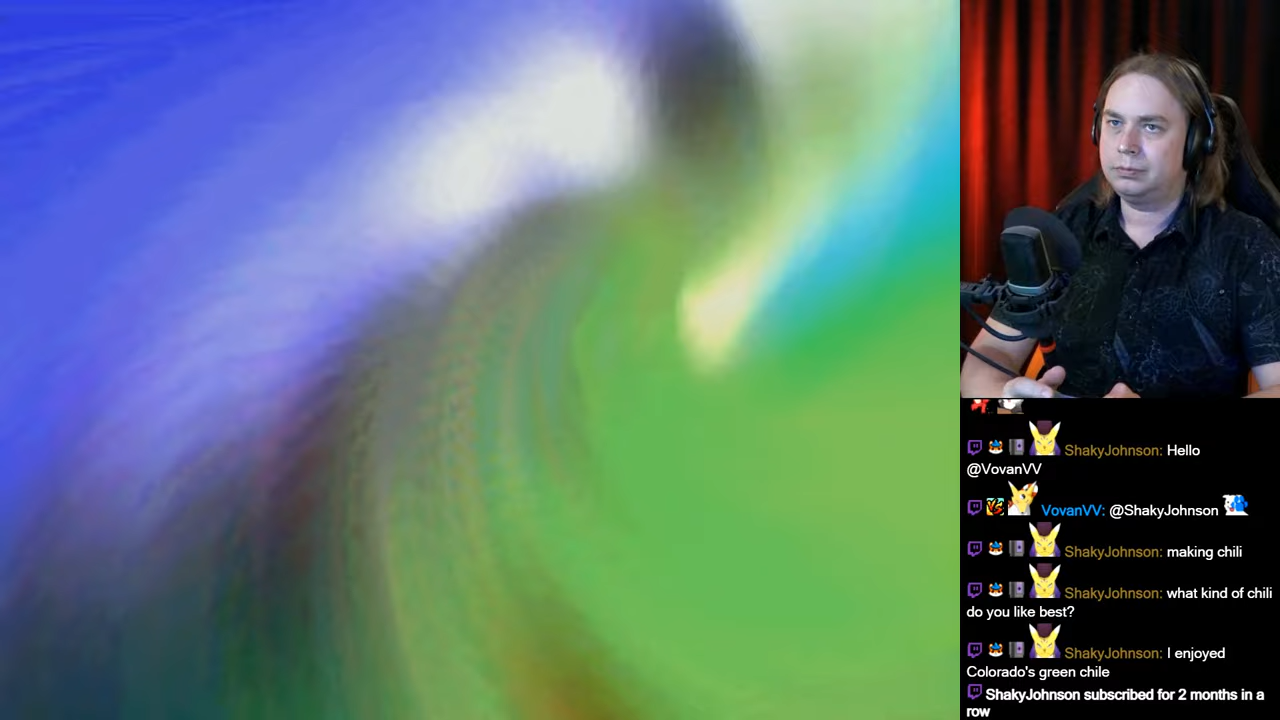 ShakyJohnson: Hello
@VovanVV
VovanVV: @ShakyJohnson
ShakyJohnson: making chili
ShakyJohnson: what kind of chili
do you like best?
ShakyJohnson: I enjoyed
Colorado's green chile
ShakyJohnson subscribed for 2 months in a
row